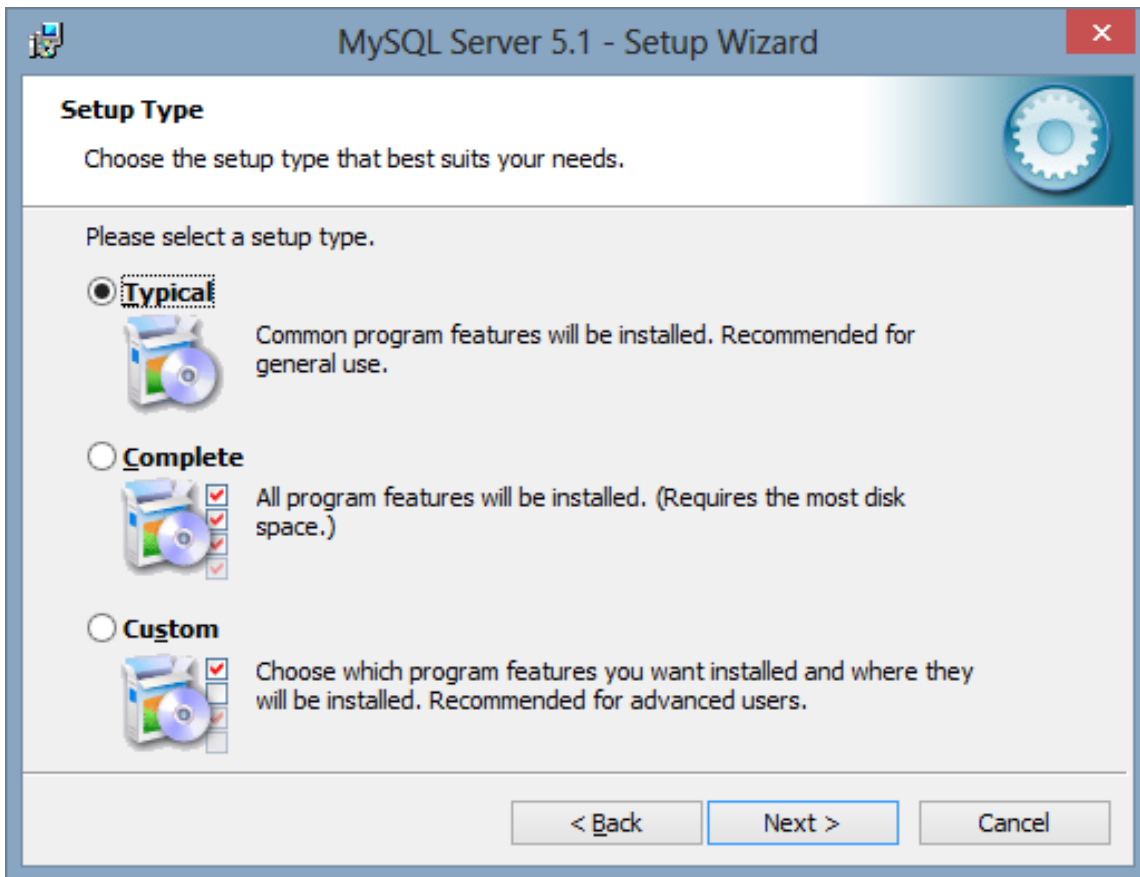 MySQL Server 5.1 - Setup Wizard
Setup Type
Choose the setup type that best suits your needs.
Please select a setup type.
Typical
Common program features will be installed. Recommended for
general use.
Complete
All program features will be installed. (Requires the most disk
space.)
Custom
Choose which program features you want installed and where they
will be installed. Recommended for advanced users.
< Back Next > Cancel